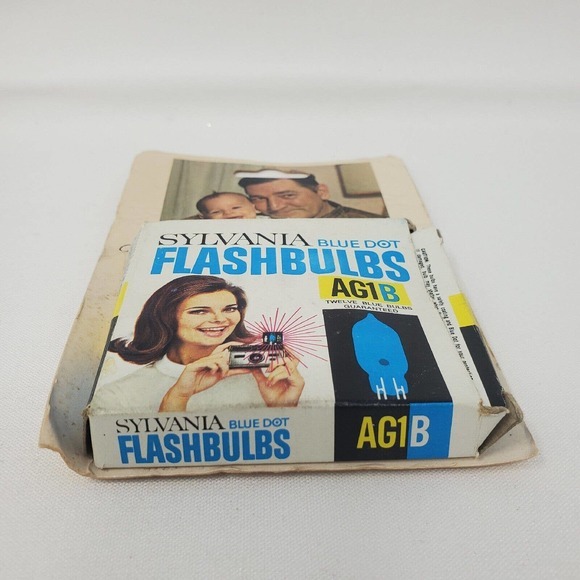 SYLVANIA BLUE DOT
FLASHBULBS
AG1B
TWELVE BLUE BULBS
GUARANTEED
SYLVANIA BLUE DOT
FLASHBULBS
AG1B